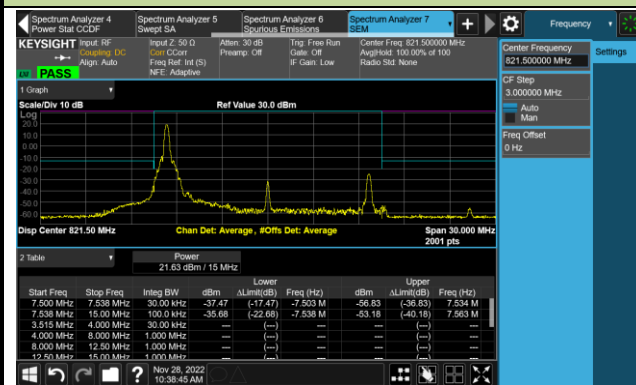 Spectrum Analyzer 4 Spectrum Analyzer 5 Spectrum Analyzer 6 Spectrum Analyzer 7
Power Stat CCDF Swept SA Spurious Emissions SEM
Frequency
KEYSIGHT Input: RF Input Z: 50 Ω Atten: 30 dB Trig: Free Run Center Freq: 821.500000 MHz
Coupling: DC Corr CCorr Preamp: Off Gate: Off Avg|Hold: 100.00% of 100
Align: Auto Freq Ref: Int (S) IF Gain: Low Radio Std: None
NFE: Adaptive
PASS
Center Frequency
821.500000 MHz
Settings
CF Step
3.000000 MHz
Auto
Man
Freq Offset
0 Hz
1 Graph
Scale/Div 10 dB Ref Value 30.0 dBm
Log
20.0
10.0
0.00
-10.0
-20.0
-30.0
-40.0
-50.0
-60.0
Disp Center 821.50 MHz Chan Det: Average, #Offs Det: Average Span 30.000 MHz
2001 pts
2 Table Power
21.63 dBm / 15 MHz
Lower Upper
Start Freq Stop Freq Integ BW dBm ΔLimit(dB) Freq (Hz) dBm ΔLimit(dB) Freq (Hz)
7.500 MHz 7.538 MHz 30.00 kHz -37.47 (-17.47) -7.503 M -56.83 (-36.83) 7.534 M
7.538 MHz 15.00 MHz 100.0 kHz -35.68 (-22.68) -7.538 M -53.18 (-40.18) 7.563 M
3.515 MHz 4.000 MHz 30.00 kHz --- (---) --- --- (---) ---
4.000 MHz 8.000 MHz 1.000 MHz --- (---) --- --- (---) ---
8.000 MHz 12.50 MHz 1.000 MHz --- (---) --- --- (---) ---
12.50 MHz 15.00 MHz 1.000 MHz --- (---) --- --- (---) ---
Nov 28, 2022
10:38:45 AM